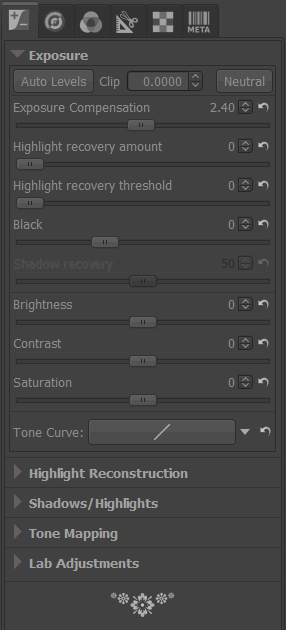 META
Exposure
Auto Levels Clip 0.0000 Neutral
Exposure Compensation 2.40
Highlight recovery amount 0
Highlight recovery threshold 0
Black 0
Shadow recovery 50
Brightness 0
Contrast 0
Saturation 0
Tone Curve:
Highlight Reconstruction
Shadows/Highlights
Tone Mapping
Lab Adjustments